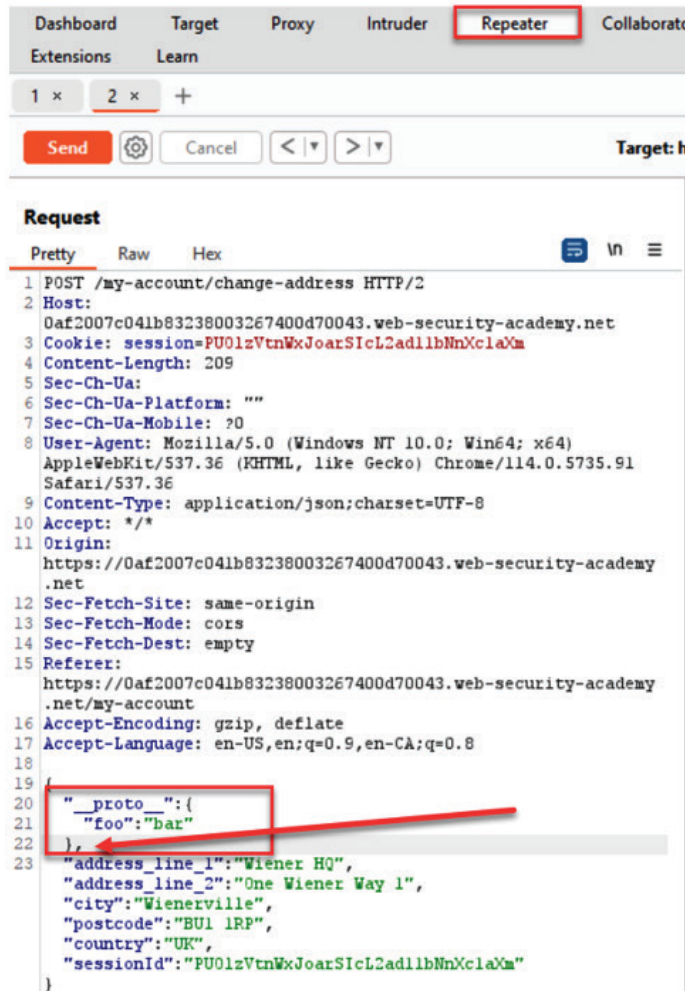 Dashboard Target Proxy Intruder Repeater Collaborato
Extensions Learn
1 × 2 × +
Send Cancel < > Target: h
Request
Pretty Raw Hex \n
1 POST /my-account/change-address HTTP/2
2 Host:
0af2007c041b83238003267400d70043.web-security-academy.net
3 Cookie: session=PU01zVtnWxJoarSIcL2ad11bNnXc1aXm
4 Content-Length: 209
5 Sec-Ch-Ua:
6 Sec-Ch-Ua-Platform: ""
7 Sec-Ch-Ua-Mobile: ?0
8 User-Agent: Mozilla/5.0 (Windows NT 10.0; Win64; x64)
AppleWebKit/537.36 (KHTML, like Gecko) Chrome/114.0.5735.91
Safari/537.36
9 Content-Type: application/json;charset=UTF-8
10 Accept: */*
11 Origin:
https://0af2007c041b83238003267400d70043.web-security-academy
.net
12 Sec-Fetch-Site: same-origin
13 Sec-Fetch-Mode: cors
14 Sec-Fetch-Dest: empty
15 Referer:
https://0af2007c041b83238003267400d70043.web-security-academy
.net/my-account
16 Accept-Encoding: gzip, deflate
17 Accept-Language: en-US,en;q=0.9,en-CA;q=0.8
18
19 {
20 "__proto__":{
21 "foo":"bar"
22 },
23 "address_line_1":"Wiener HQ",
"address_line_2":"One Wiener Way 1",
"city":"Wienerville",
"postcode":"BU1 1RP",
"country":"UK",
"sessionId":"PU01zVtnWxJoarSIcL2ad11bNnXc1aXm"
}